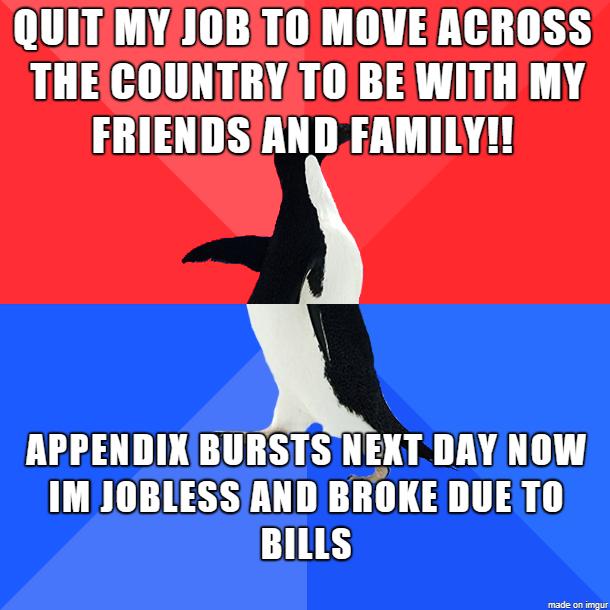 QUIT MY JOB TO MOVE ACROSS
THE COUNTRY TO BE WITH MY
FRIENDS AND FAMILY!!
APPENDIX BURSTS NEXT DAY NOW
IM JOBLESS AND BROKE DUE TO
BILLS
made on imgur